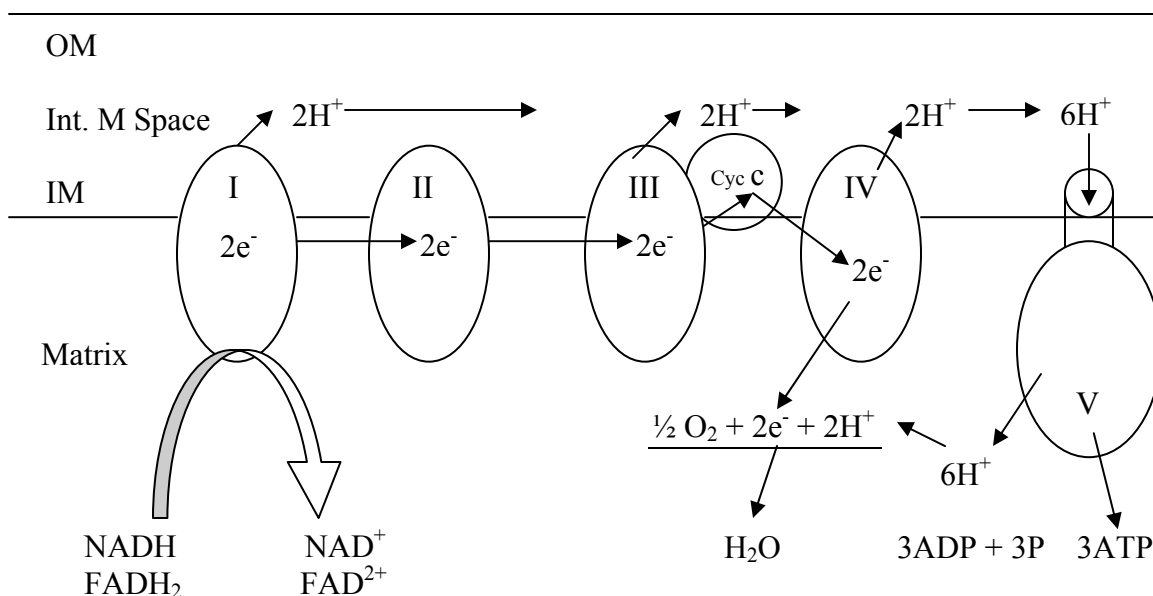 OM
Int. M Space 2H⁺ 2H⁺ 2H⁺ 6H⁺
IM I II III Cyc c IV
2e⁻ 2e⁻ 2e⁻ 2e⁻
Matrix
V
½ O₂ + 2e⁻ + 2H⁺
6H⁺
NADH NAD⁺ H₂O 3ADP + 3P 3ATP
FADH₂ FAD²⁺